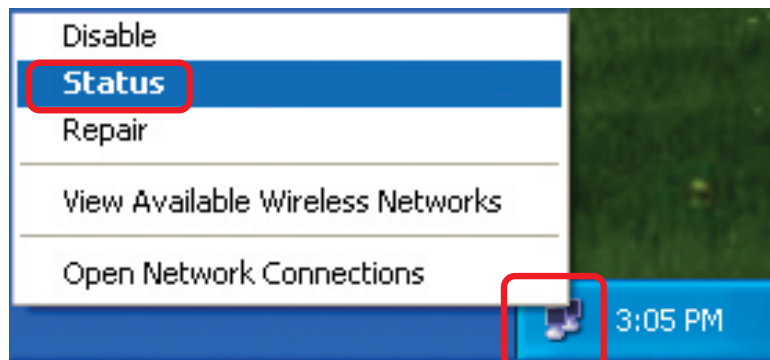 Disable
Status
Repair
View Available Wireless Networks
Open Network Connections
3:05 PM